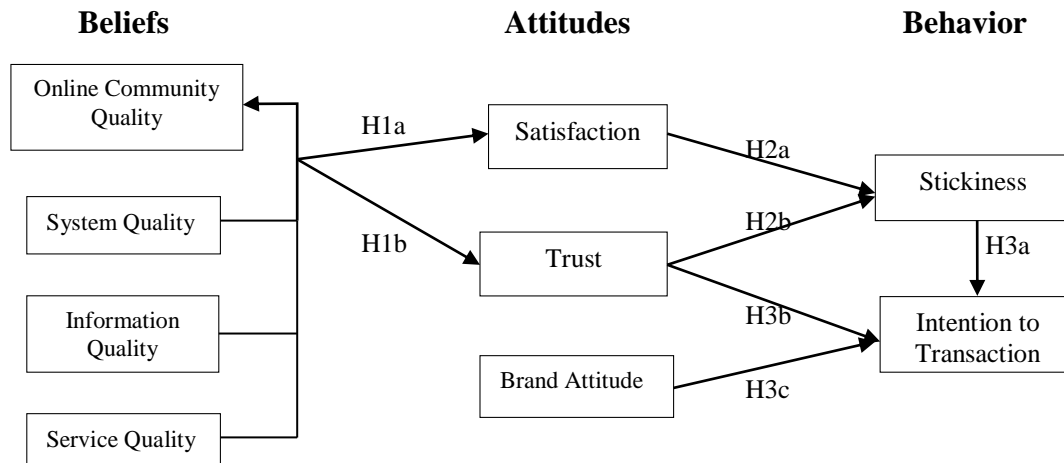 Beliefs
Attitudes
Behavior
Online Community
Quality
System Quality
Information
Quality
Service Quality
H1a
H1b
Satisfaction
Trust
Brand Attitude
H2a
H2b
H3b
H3c
Stickiness
H3a
Intention to
Transaction